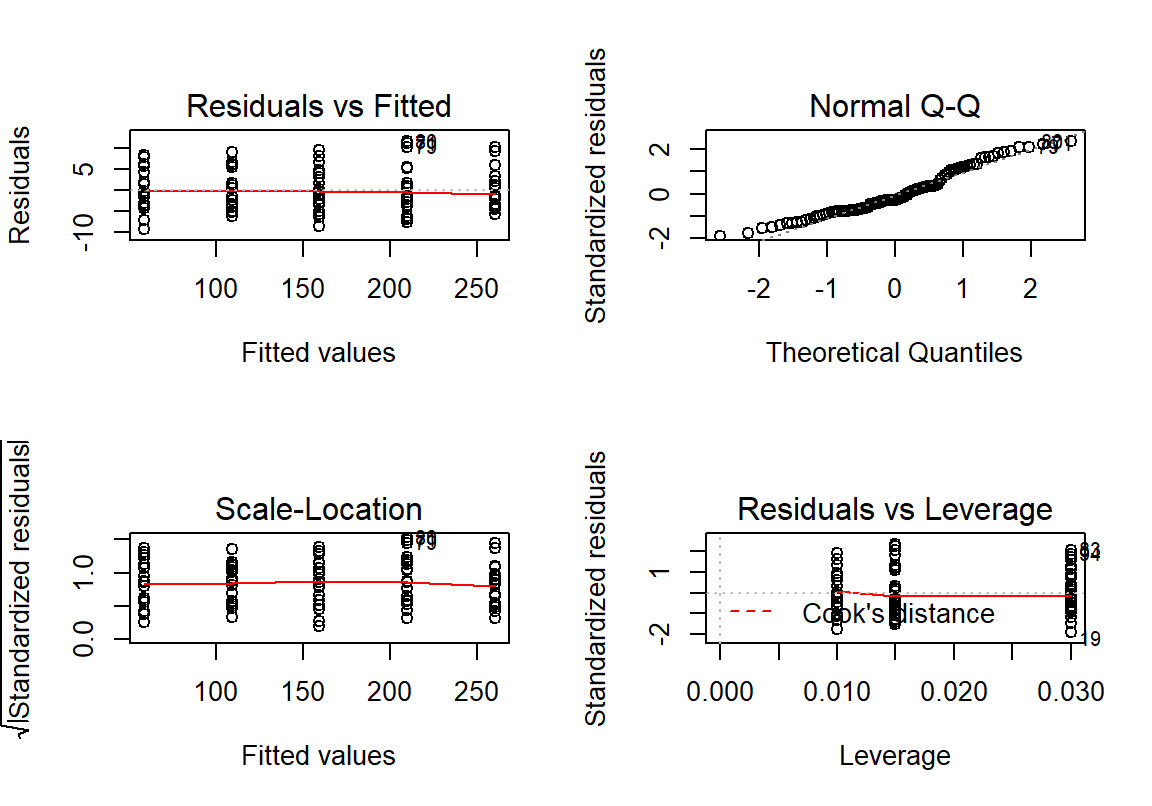 Residuals vs Fitted
Residuals
5
-10
79
100 150 200 250
Fitted values
Normal Q-Q
Standardized residuals
2
0
-2
-2 -1 0 1 2
Theoretical Quantiles
Scale-Location
√|Standardized residuals|
1.0
0.0
79
100 150 200 250
Fitted values
Residuals vs Leverage
Standardized residuals
1
-2
94
19
Cook's distance
0.000 0.010 0.020 0.030
Leverage